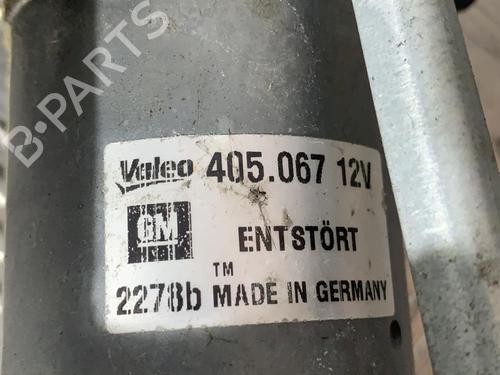 B-PARTS
Valeo 405.067 12V
GM ENTSTÖRT
2278b ™ MADE IN GERMANY